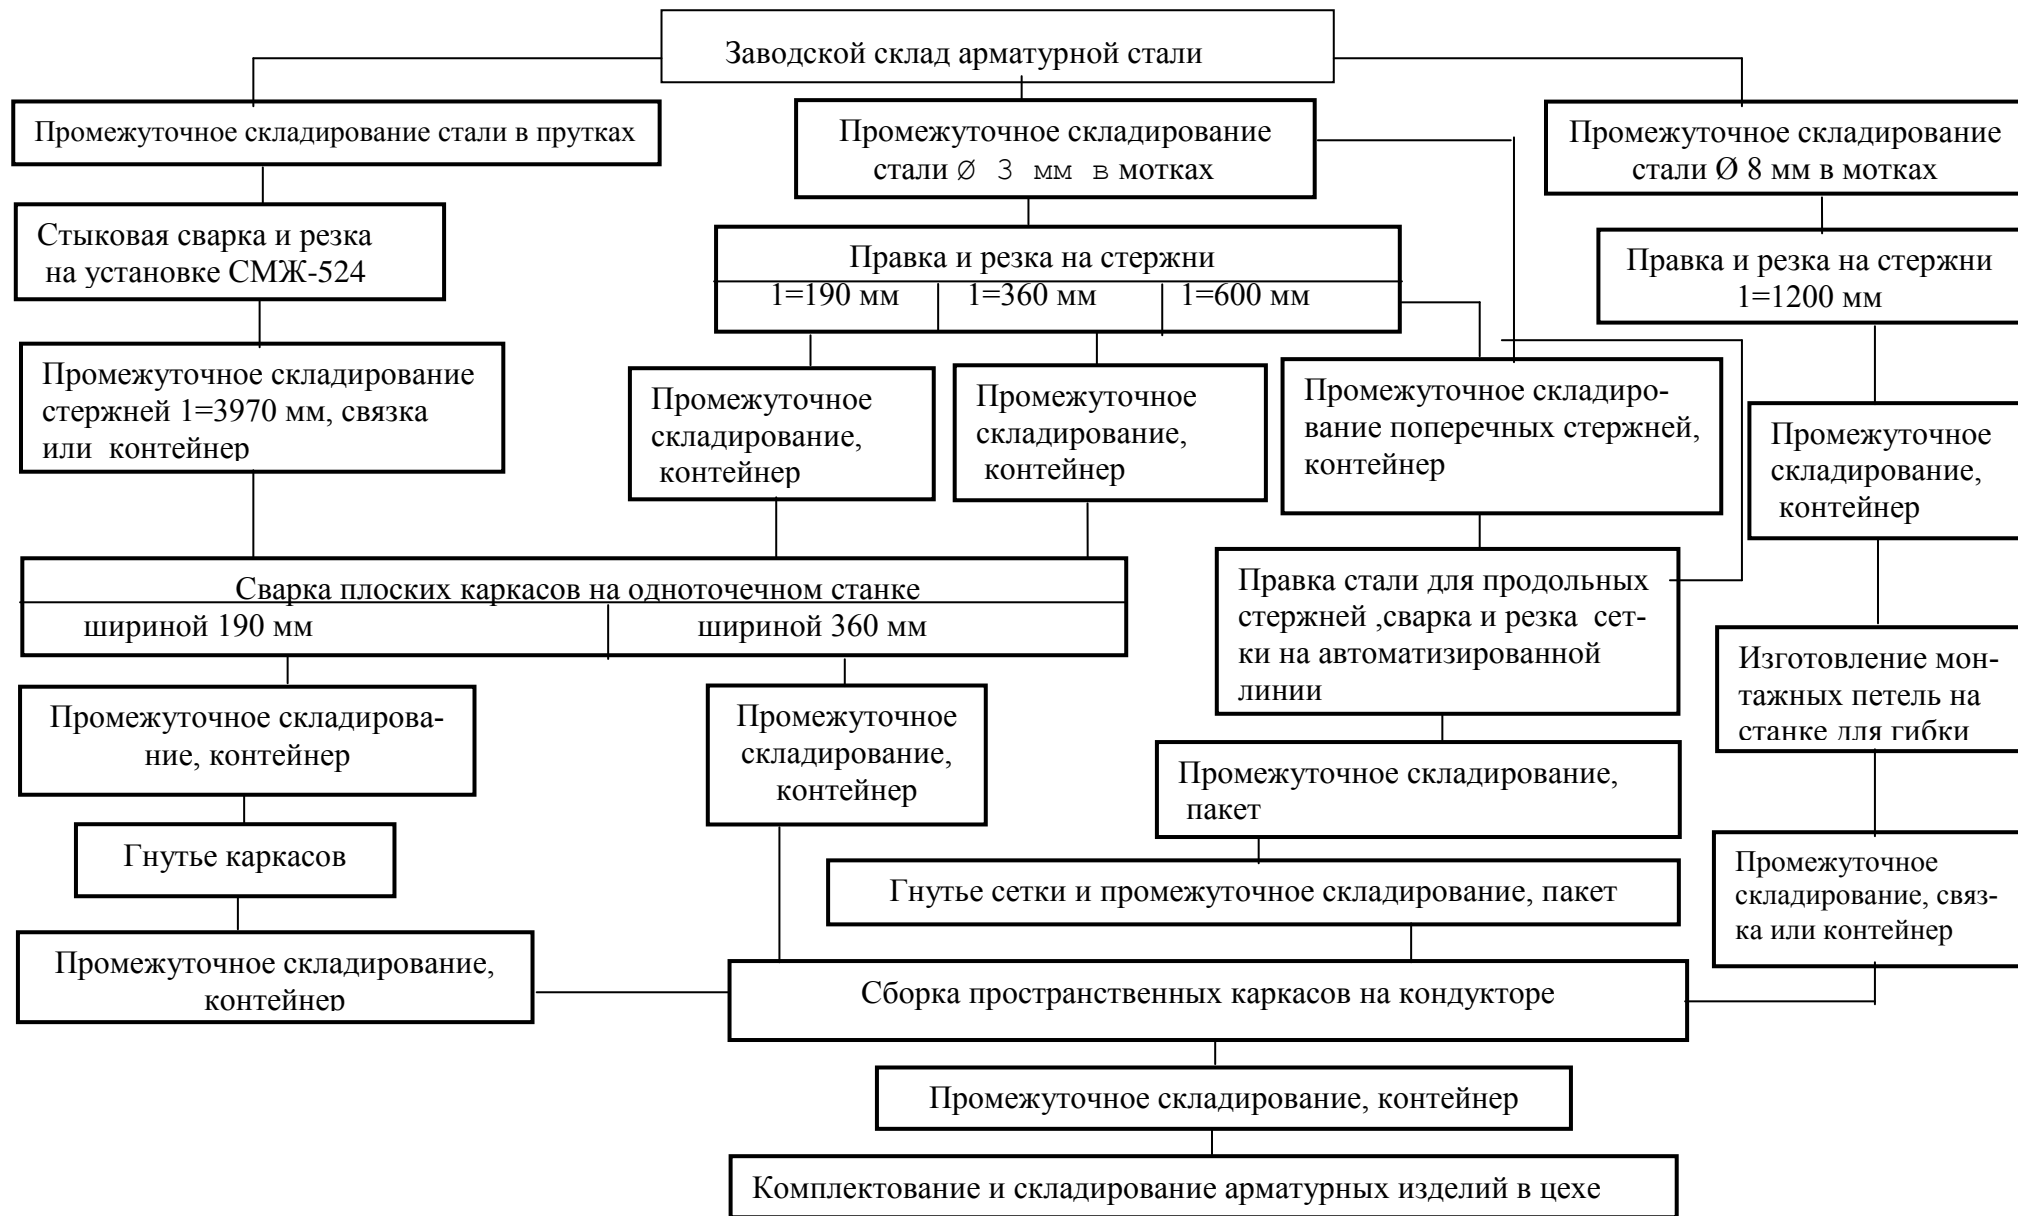 Заводской склад арматурной стали
Промежуточное складирование стали в прутках
Промежуточное складирование
стали Ø 3 мм в мотках
Промежуточное складирование
стали Ø 8 мм в мотках
Стыковая сварка и резка
на установке СМЖ-524
Правка и резка на стержни
l=190 мм
l=360 мм
l=600 мм
Правка и резка на стержни
l=1200 мм
Промежуточное складирование
стержней l=3970 мм, связка
или контейнер
Промежуточное
складирование,
контейнер
Промежуточное
складирование,
контейнер
Промежуточное складиро-
вание поперечных стержней,
контейнер
Промежуточное
складирование,
контейнер
Сварка плоских каркасов на одноточечном станке
шириной 190 мм
шириной 360 мм
Правка стали для продольных
стержней ,сварка и резка сет-
ки на автоматизированной
линии
Изготовление мон-
тажных петель на
станке для гибки
Промежуточное складирова-
ние, контейнер
Промежуточное
складирование,
контейнер
Промежуточное складирование,
пакет
Гнутье каркасов
Гнутье сетки и промежуточное складирование, пакет
Промежуточное
складирование, связ-
ка или контейнер
Промежуточное складирование,
контейнер
Сборка пространственных каркасов на кондукторе
Промежуточное складирование, контейнер
Комплектование и складирование арматурных изделий в цехе